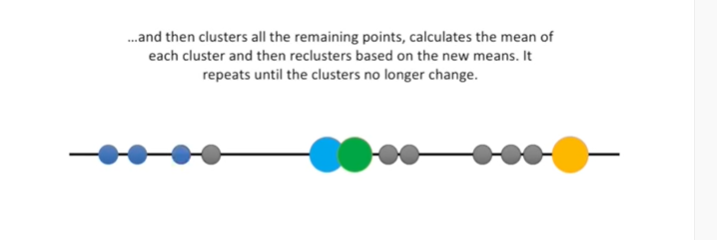 ...and then clusters all the remaining points, calculates the mean of
each cluster and then reclusters based on the new means. It
repeats until the clusters no longer change.